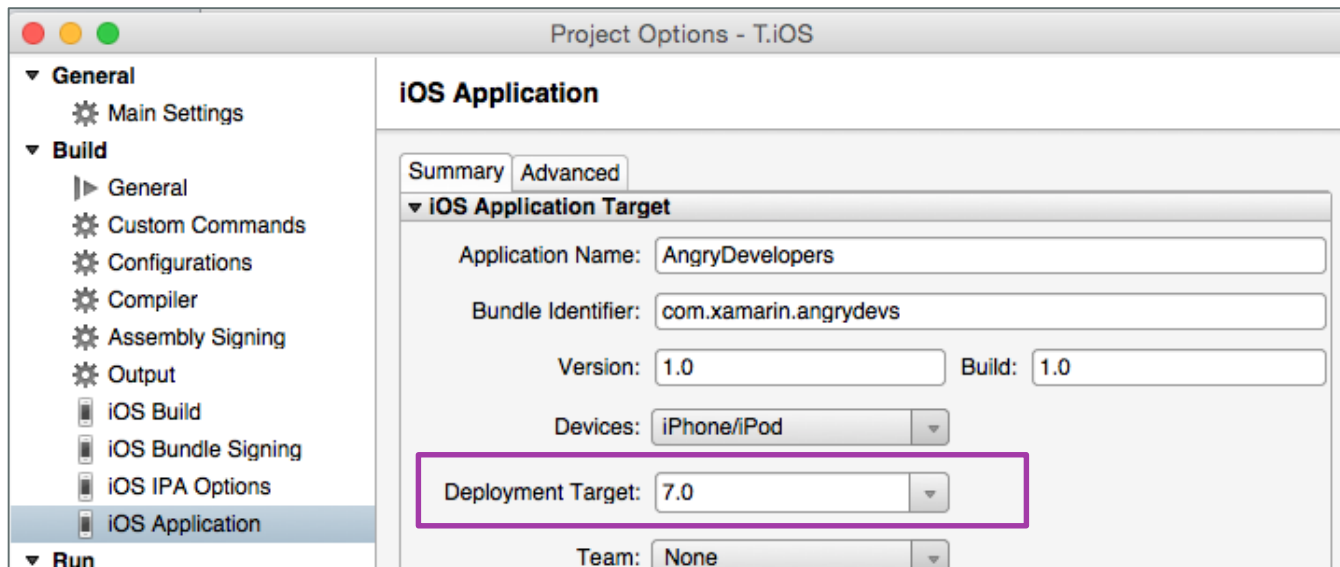 Project Options - T.iOS
General
Main Settings
Build
General
Custom Commands
Configurations
Compiler
Assembly Signing
Output
iOS Build
iOS Bundle Signing
iOS IPA Options
iOS Application
Run
iOS Application
Summary Advanced
iOS Application Target
Application Name: AngryDevelopers
Bundle Identifier: com.xamarin.angrydevs
Version: 1.0 Build: 1.0
Devices: iPhone/iPod
Deployment Target: 7.0
Team: None